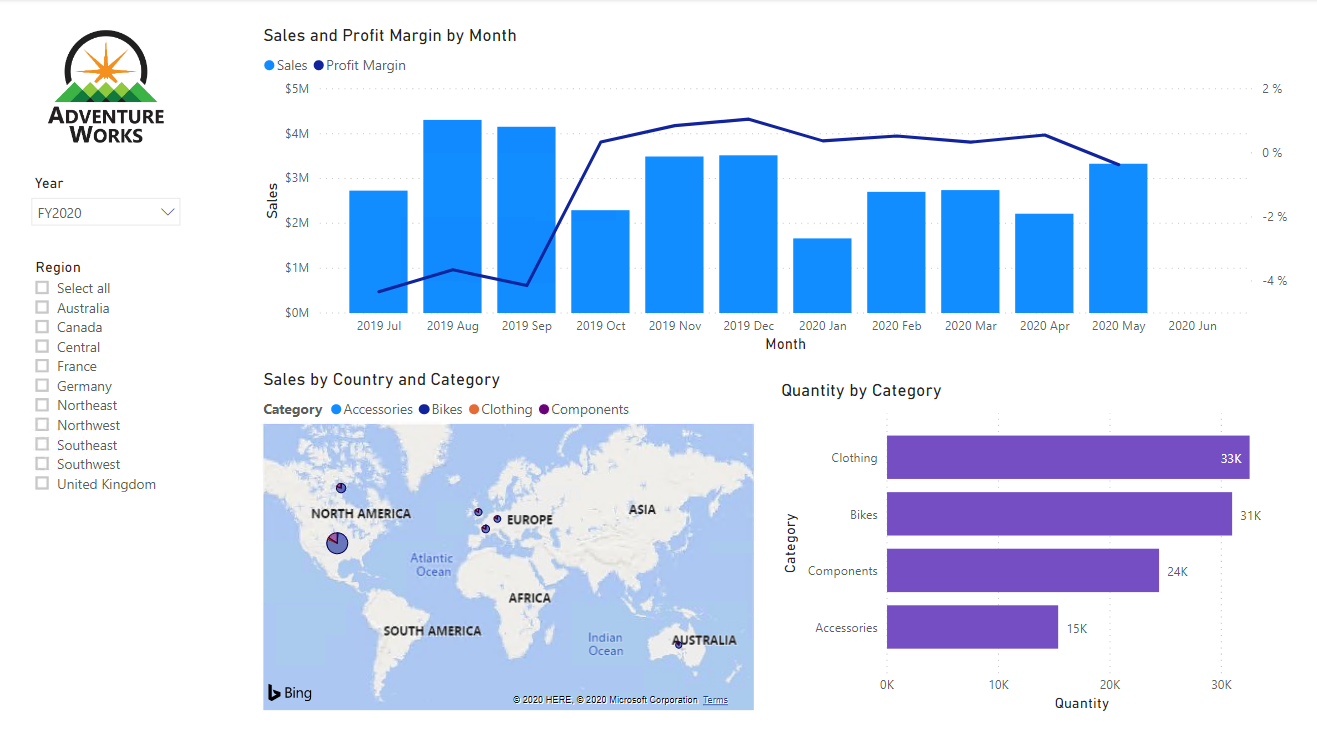 ADVENTURE
WORKS
Year
FY2020
Region
Select all
Australia
Canada
Central
France
Germany
Northeast
Northwest
Southeast
Southwest
United Kingdom
Sales and Profit Margin by Month
Sales Profit Margin
$5M
$4M
$3M
$2M
$1M
$0M
Sales
2 %
0 %
-2 %
-4 %
2019 Jul 2019 Aug 2019 Sep 2019 Oct 2019 Nov 2019 Dec 2020 Jan 2020 Feb 2020 Mar 2020 Apr 2020 May 2020 Jun
Month
Sales by Country and Category
Category Accessories Bikes Clothing Components
NORTH AMERICA
EUROPE
ASIA
Atlantic
Ocean
AFRICA
SOUTH AMERICA
Indian
Ocean
AUSTRALIA
Bing
© 2020 HERE, © 2020 Microsoft Corporation Terms
Quantity by Category
Category
Clothing 33K
Bikes 31K
Components 24K
Accessories 15K
0K 10K 20K 30K
Quantity